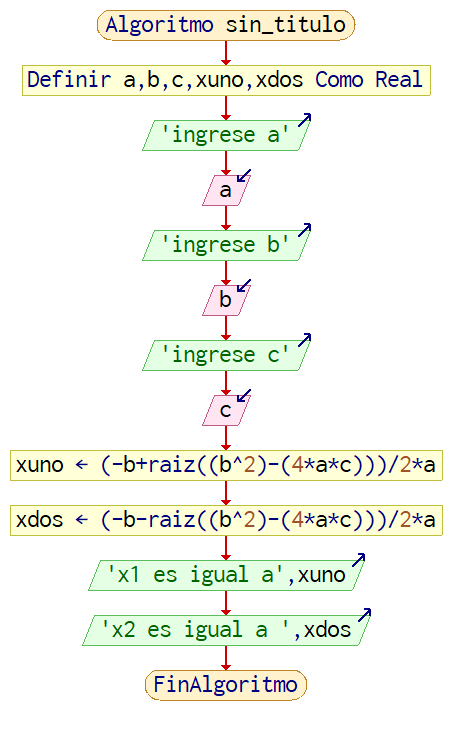 Algoritmo sin_titulo
Definir a,b,c,xuno,xdos Como Real
'ingrese a'
a
'ingrese b'
b
'ingrese c'
c
xuno ← (-b+raiz((b^2)-(4*a*c)))/2*a
xdos ← (-b-raiz((b^2)-(4*a*c)))/2*a
'x1 es igual a',xuno
'x2 es igual a ',xdos
FinAlgoritmo